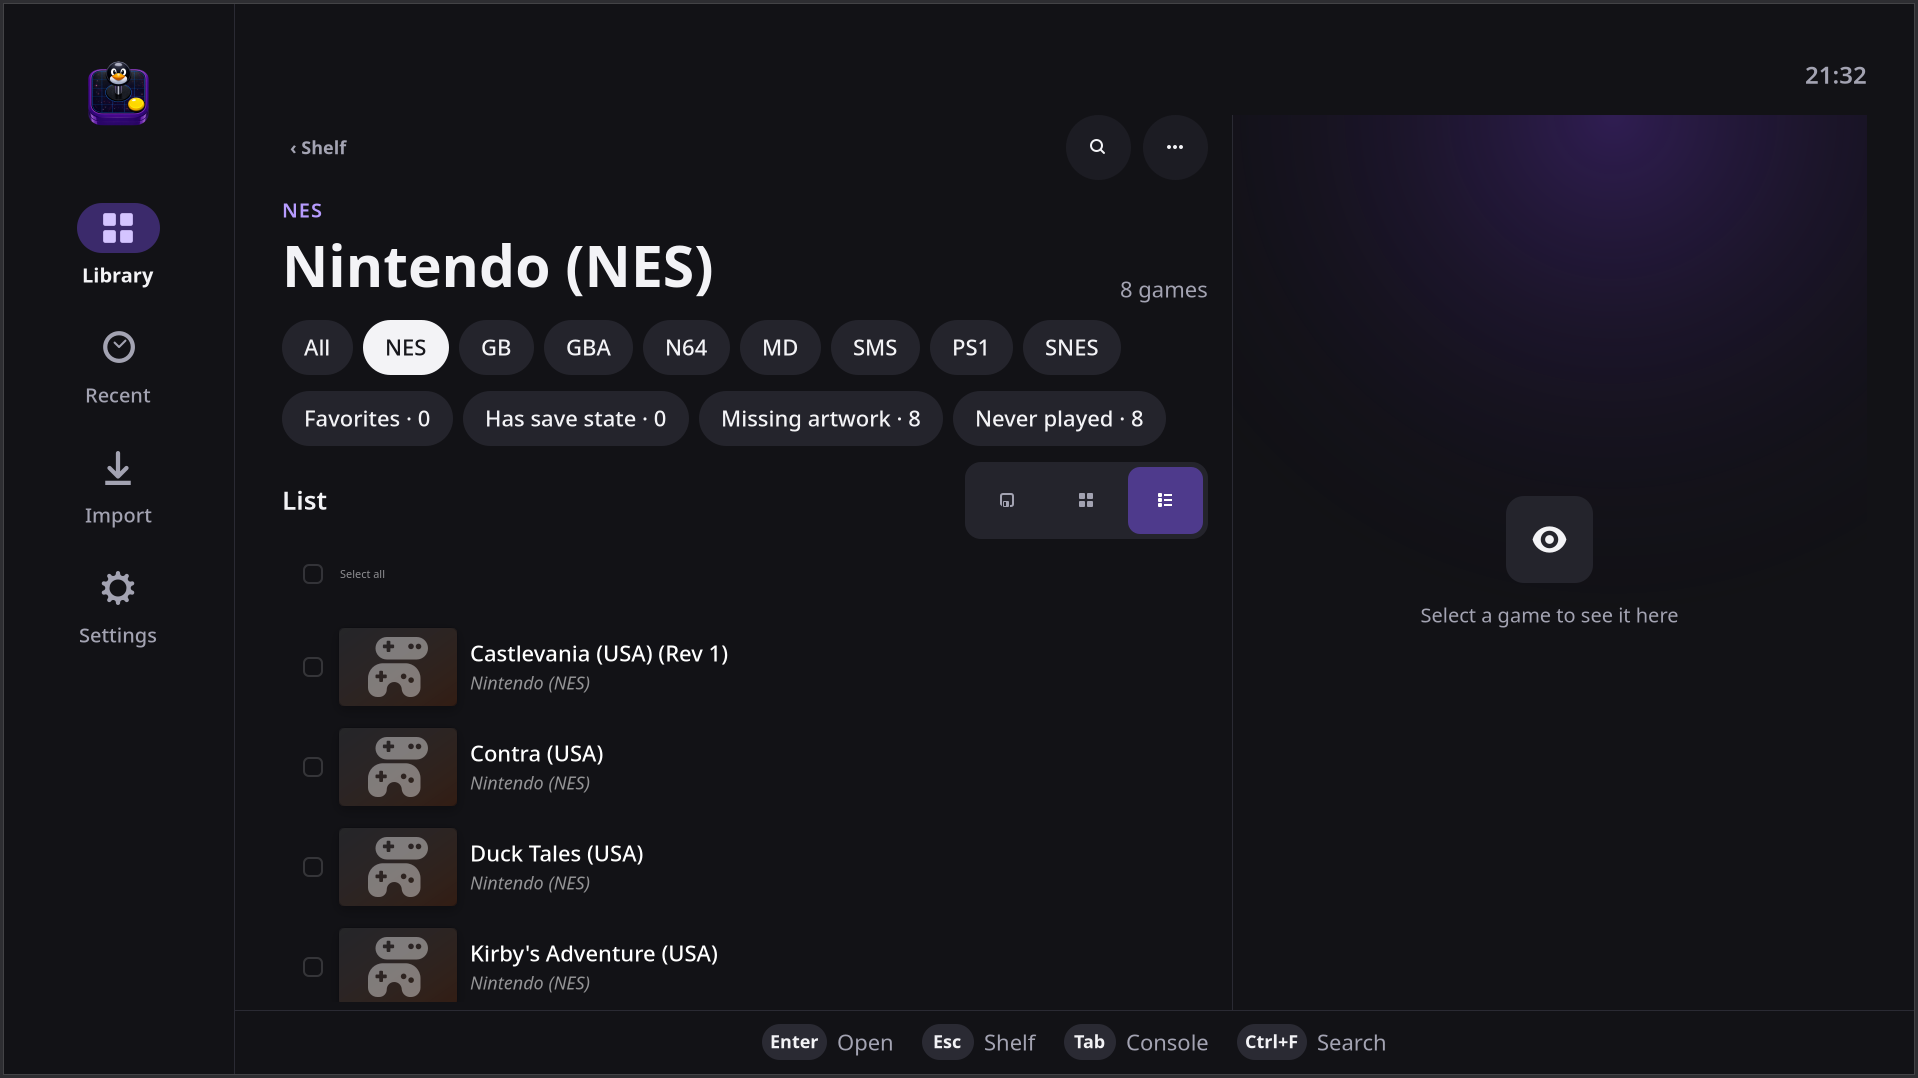 21:32
‹ Shelf
NES
Nintendo (NES)
8 games
All NES GB GBA N64 MD SMS PS1 SNES
Favorites · 0 Has save state · 0 Missing artwork · 8 Never played · 8
List
Select all
Castlevania (USA) (Rev 1)
Nintendo (NES)
Contra (USA)
Nintendo (NES)
Duck Tales (USA)
Nintendo (NES)
Kirby's Adventure (USA)
Nintendo (NES)
Library
Recent
Import
Settings
Select a game to see it here
Enter Open Esc Shelf Tab Console Ctrl+F Search